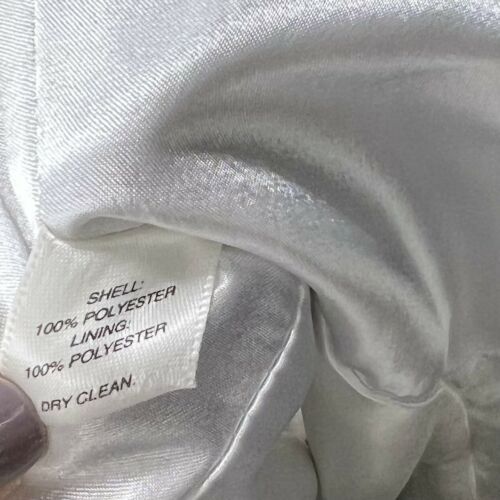 SHELL:
100% POLYESTER
LINING:
100% POLYESTER
DRY CLEAN.